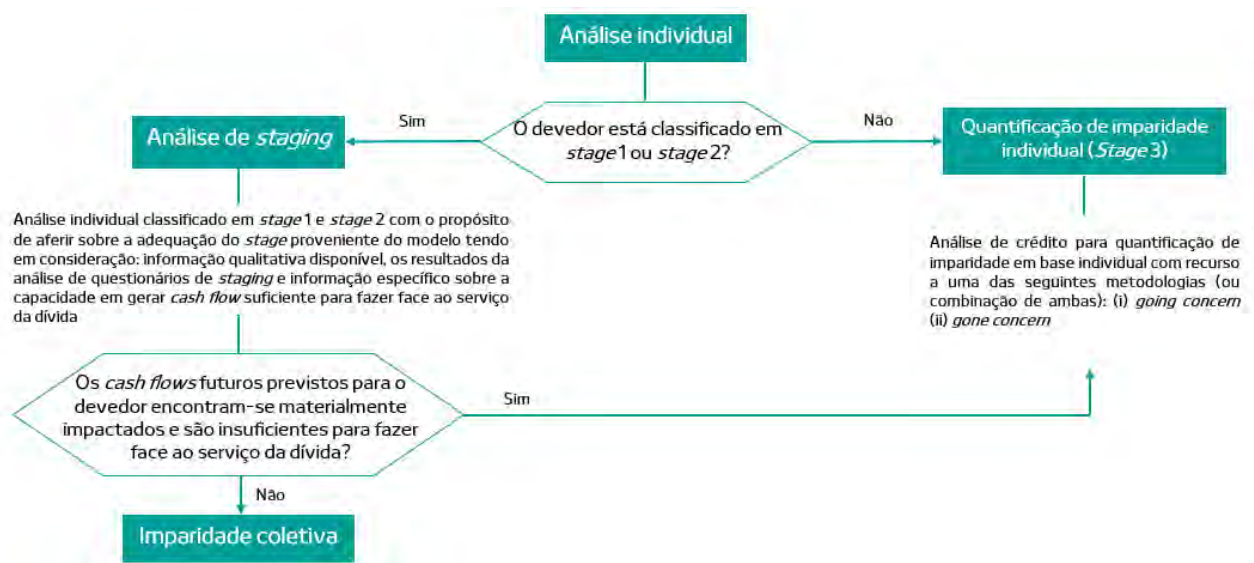 Análise individual
Sim
O devedor está classificado em
stage 1 ou stage 2?
Não
Análise de staging
Quantificação de imparidade
individual (Stage 3)
Análise individual classificado em stage 1 e stage 2 com o propósito
de aferir sobre a adequação do stage proveniente do modelo tendo
em consideração: informação qualitativa disponível, os resultados da
análise de questionários de staging e informação específico sobre a
capacidade em gerar cash flow suficiente para fazer face ao serviço
da dívida
Análise de crédito para quantificação de
imparidade em base individual com recurso
a uma das seguintes metodologias (ou
combinação de ambas): (i) going concern
(ii) gone concern
Os cash flows futuros previstos para o
devedor encontram-se materialmente
impactados e são insuficientes para fazer
face ao serviço da dívida?
Sim
Não
Imparidade coletiva